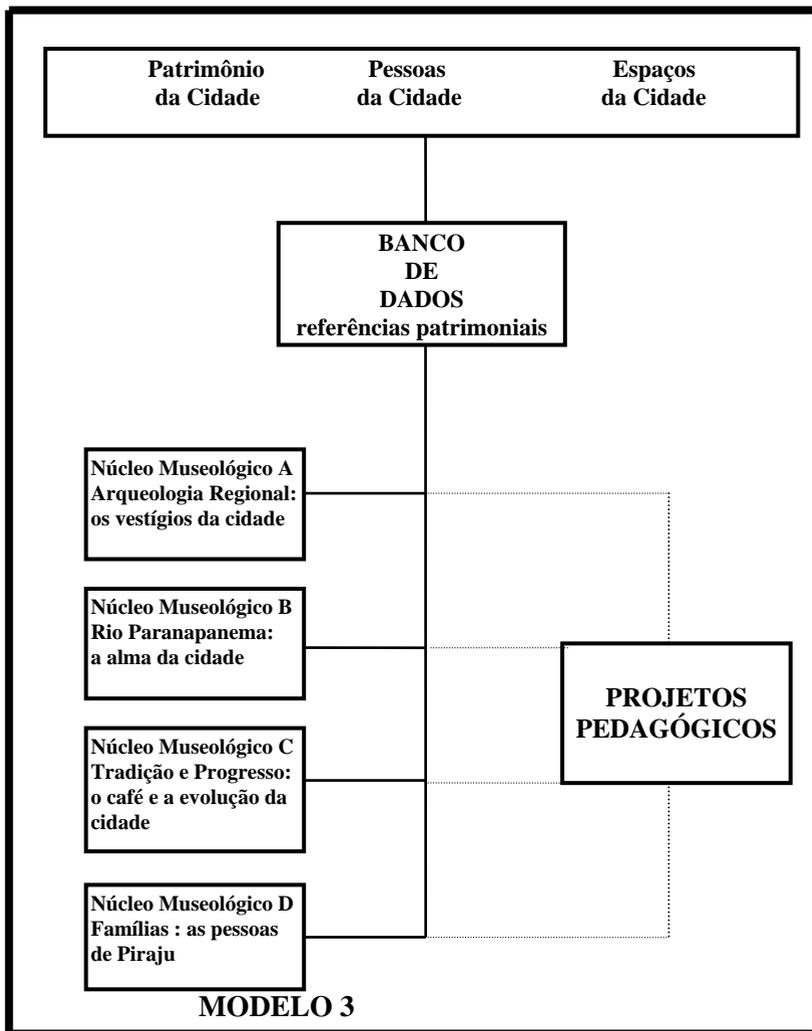 Patrimônio
da Cidade
Pessoas
da Cidade
Espaços
da Cidade
BANCO
DE
DADOS
referências patrimoniais
Núcleo Museológico A
Arqueologia Regional:
os vestígios da cidade
Núcleo Museológico B
Rio Paranapanema:
a alma da cidade
PROJETOS
PEDAGÓGICOS
Núcleo Museológico C
Tradição e Progresso:
o café e a evolução da
cidade
Núcleo Museológico D
Famílias : as pessoas
de Piraju
MODELO 3